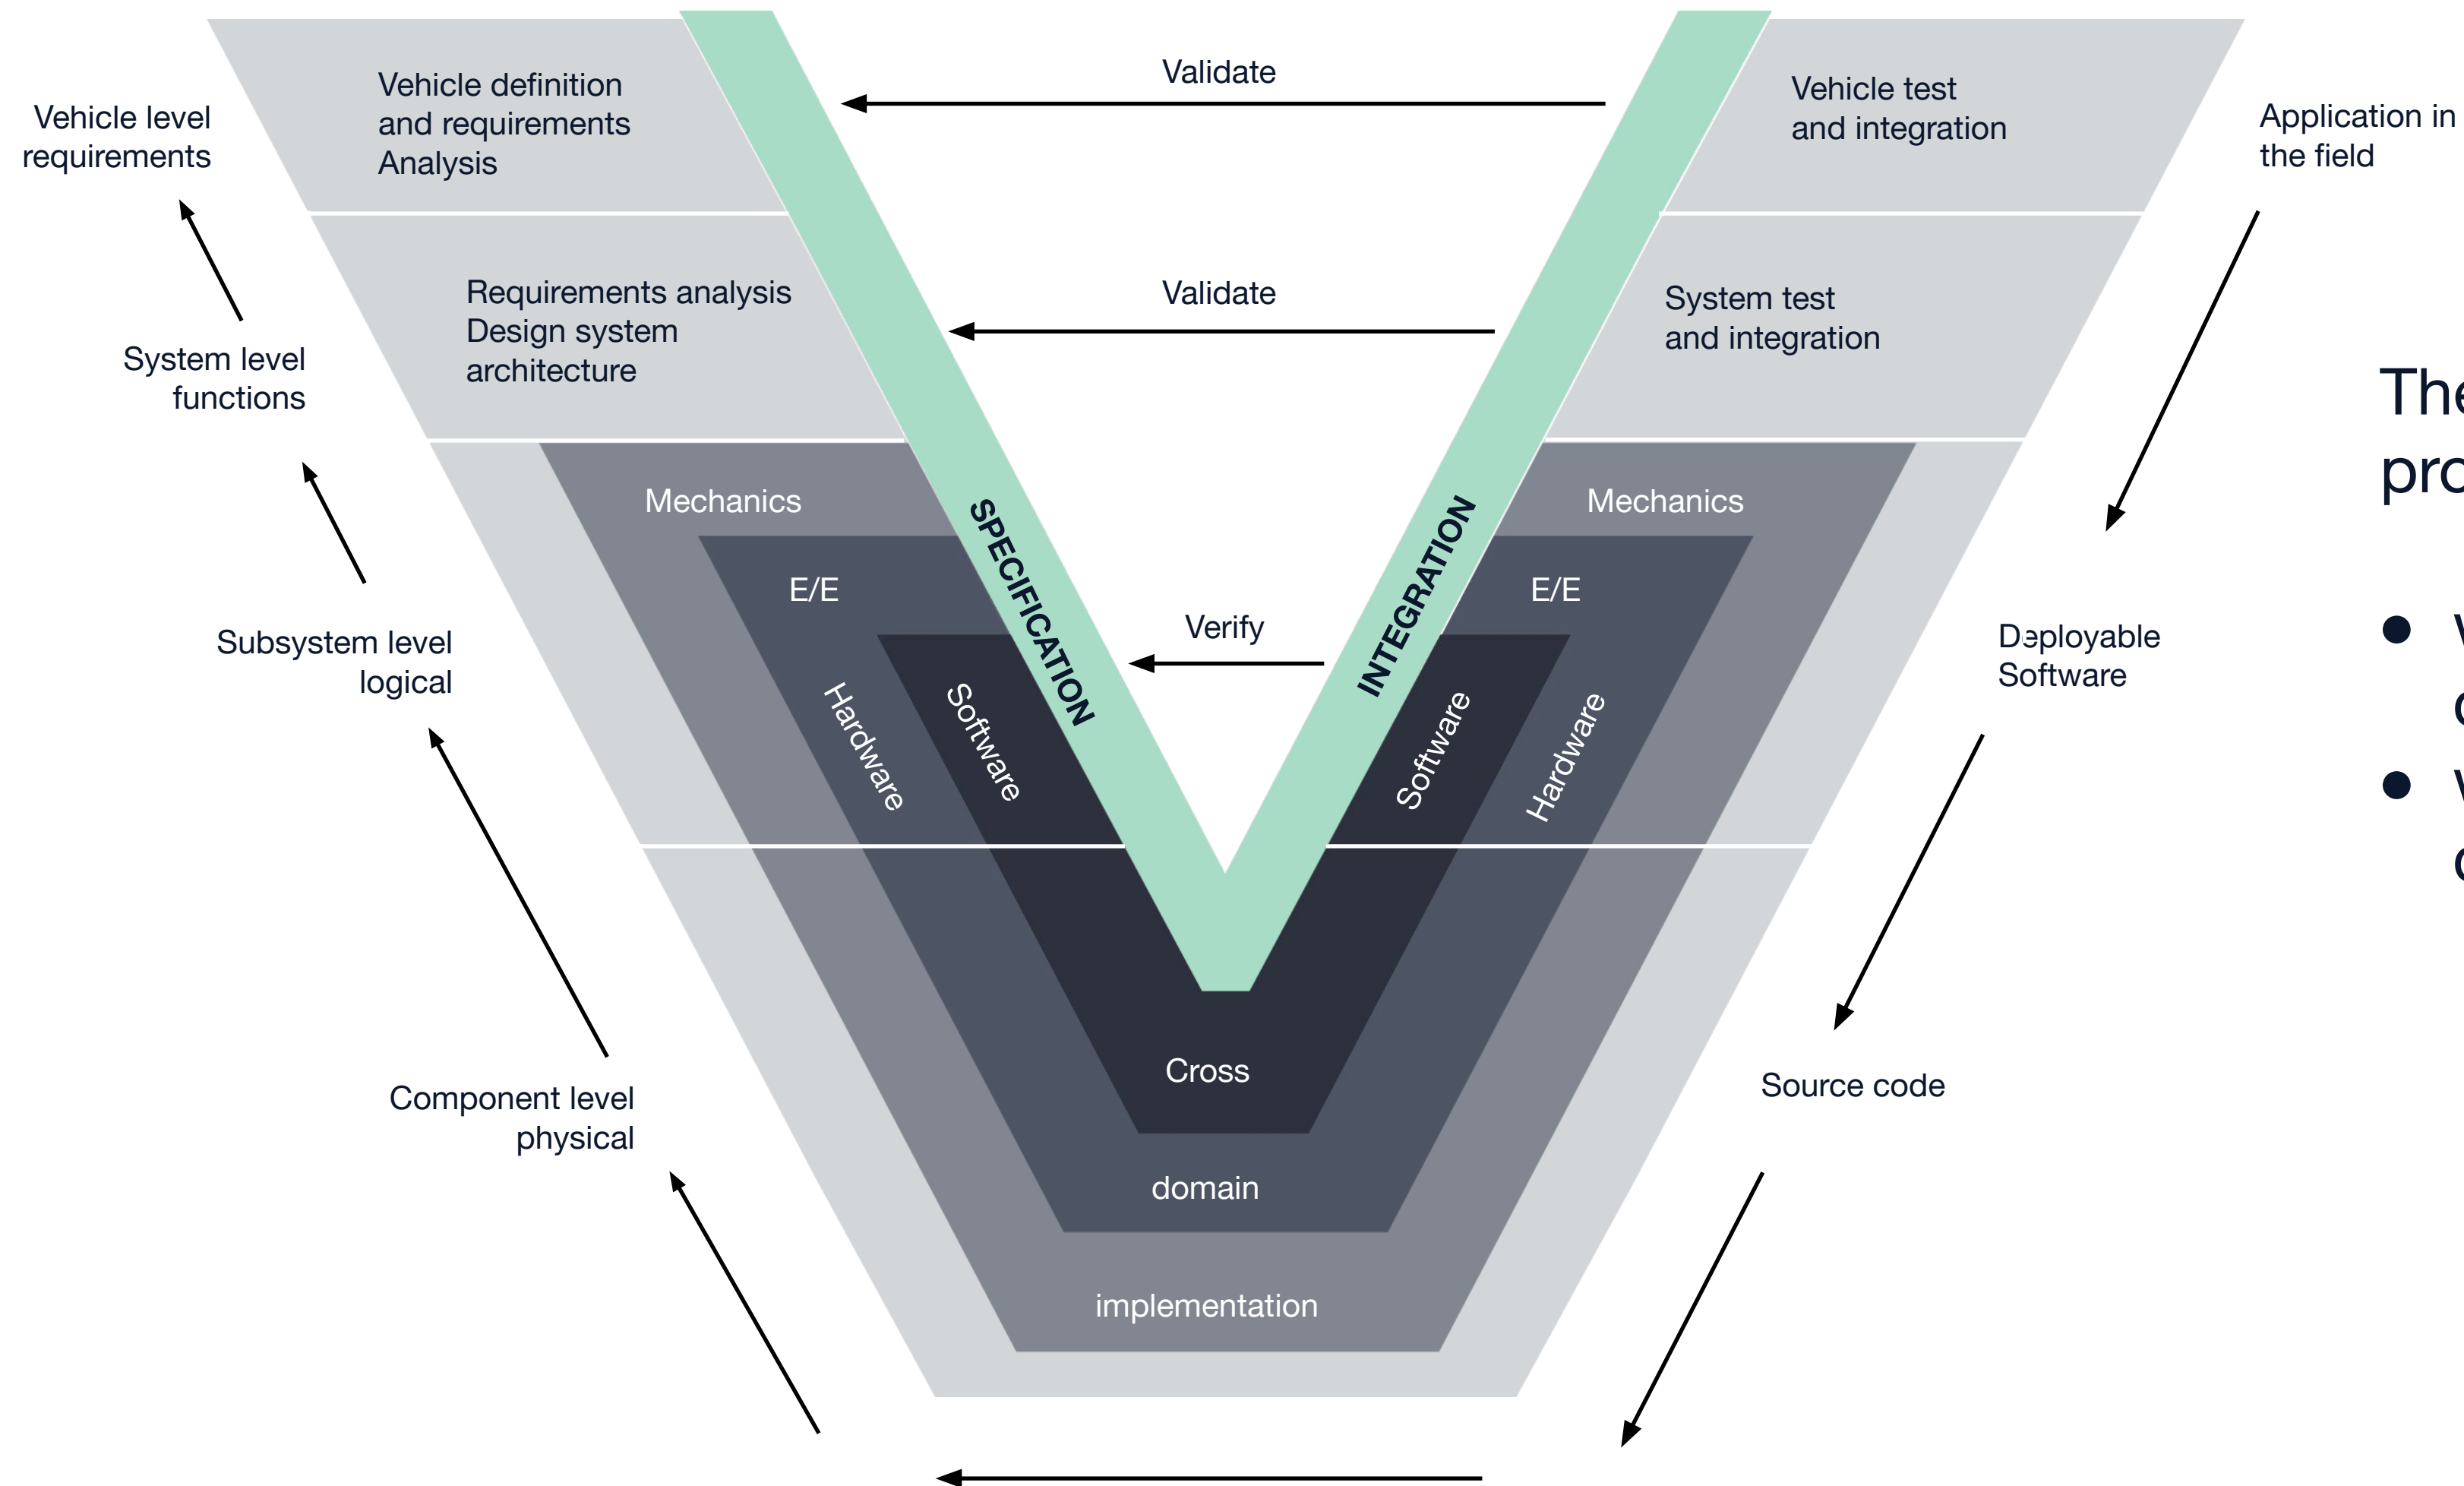 Vehicle level
requirements
System level
functions
Subsystem level
logical
Component level
physical
Vehicle definition
and requirements
Analysis
Requirements analysis
Design system
architecture
Mechanics
E/E
Hardware
Software
SPECIFICATION
Validate
Validate
Verify
INTEGRATION
Vehicle test
and integration
System test
and integration
Mechanics
E/E
Software
Hardware
Cross
domain
implementation
Application in
the field
Deployable
Software
Source code